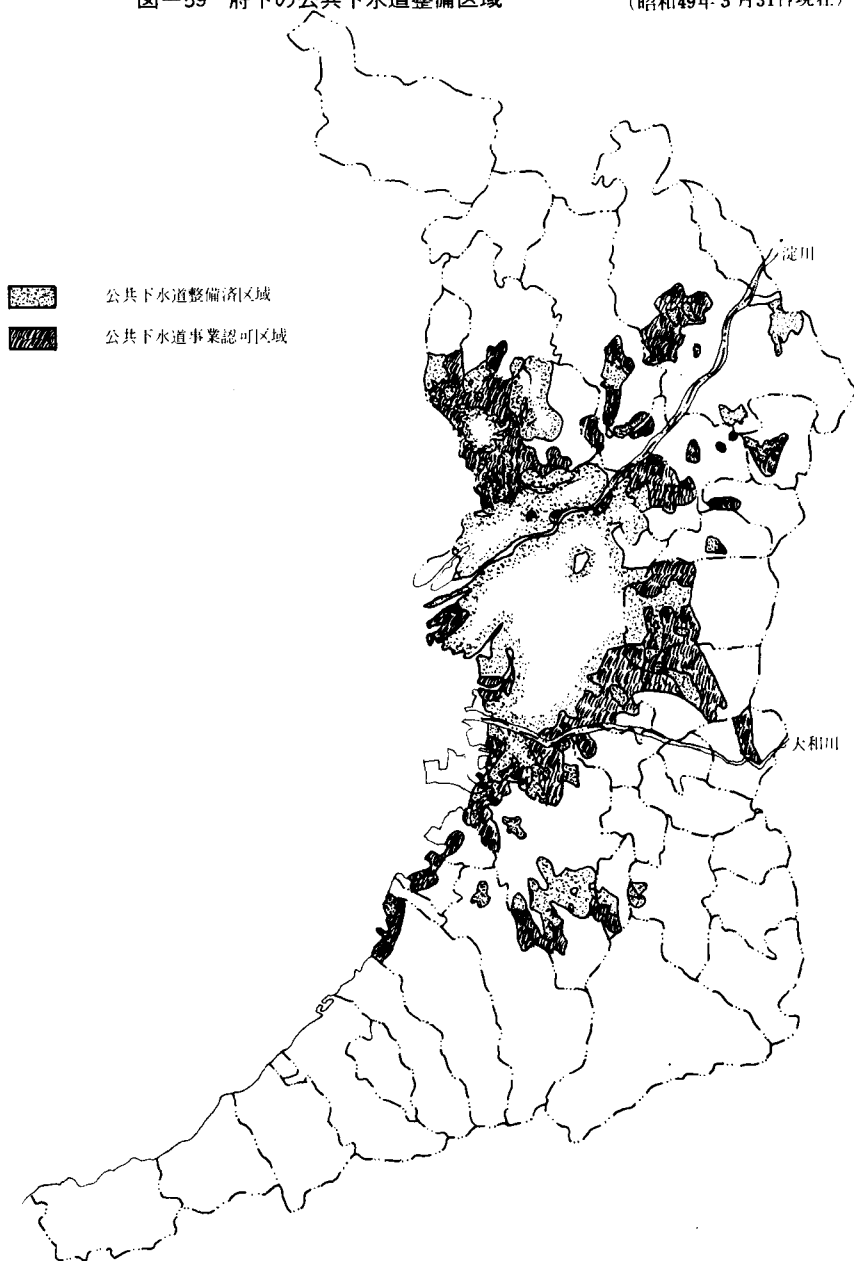 図―59 府下の公共下水道整備区域
(昭和49年3月31日現在)
淀川
公共下水道整備済区域
公共下水道事業認可区域
大和川